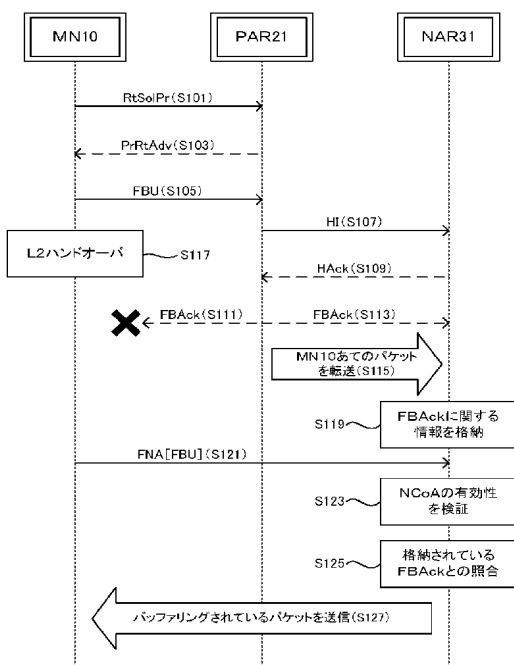 MN10
PAR21
NAR31
RtSolPr(S101)
PrRtAdv(S103)
FBU(S105)
HI(S107)
L2ハンドオーバ
S117
HAck(S109)
FBAck(S111)
FBAck(S113)
MN10あてのパケット
を転送(S115)
S119
FBAckに関する
情報を格納
FNA[FBU](S121)
S123
NCoAの有効性
を検証
S125
格納されている
FBAckとの照合
バッファリングされているパケットを送信(S127)